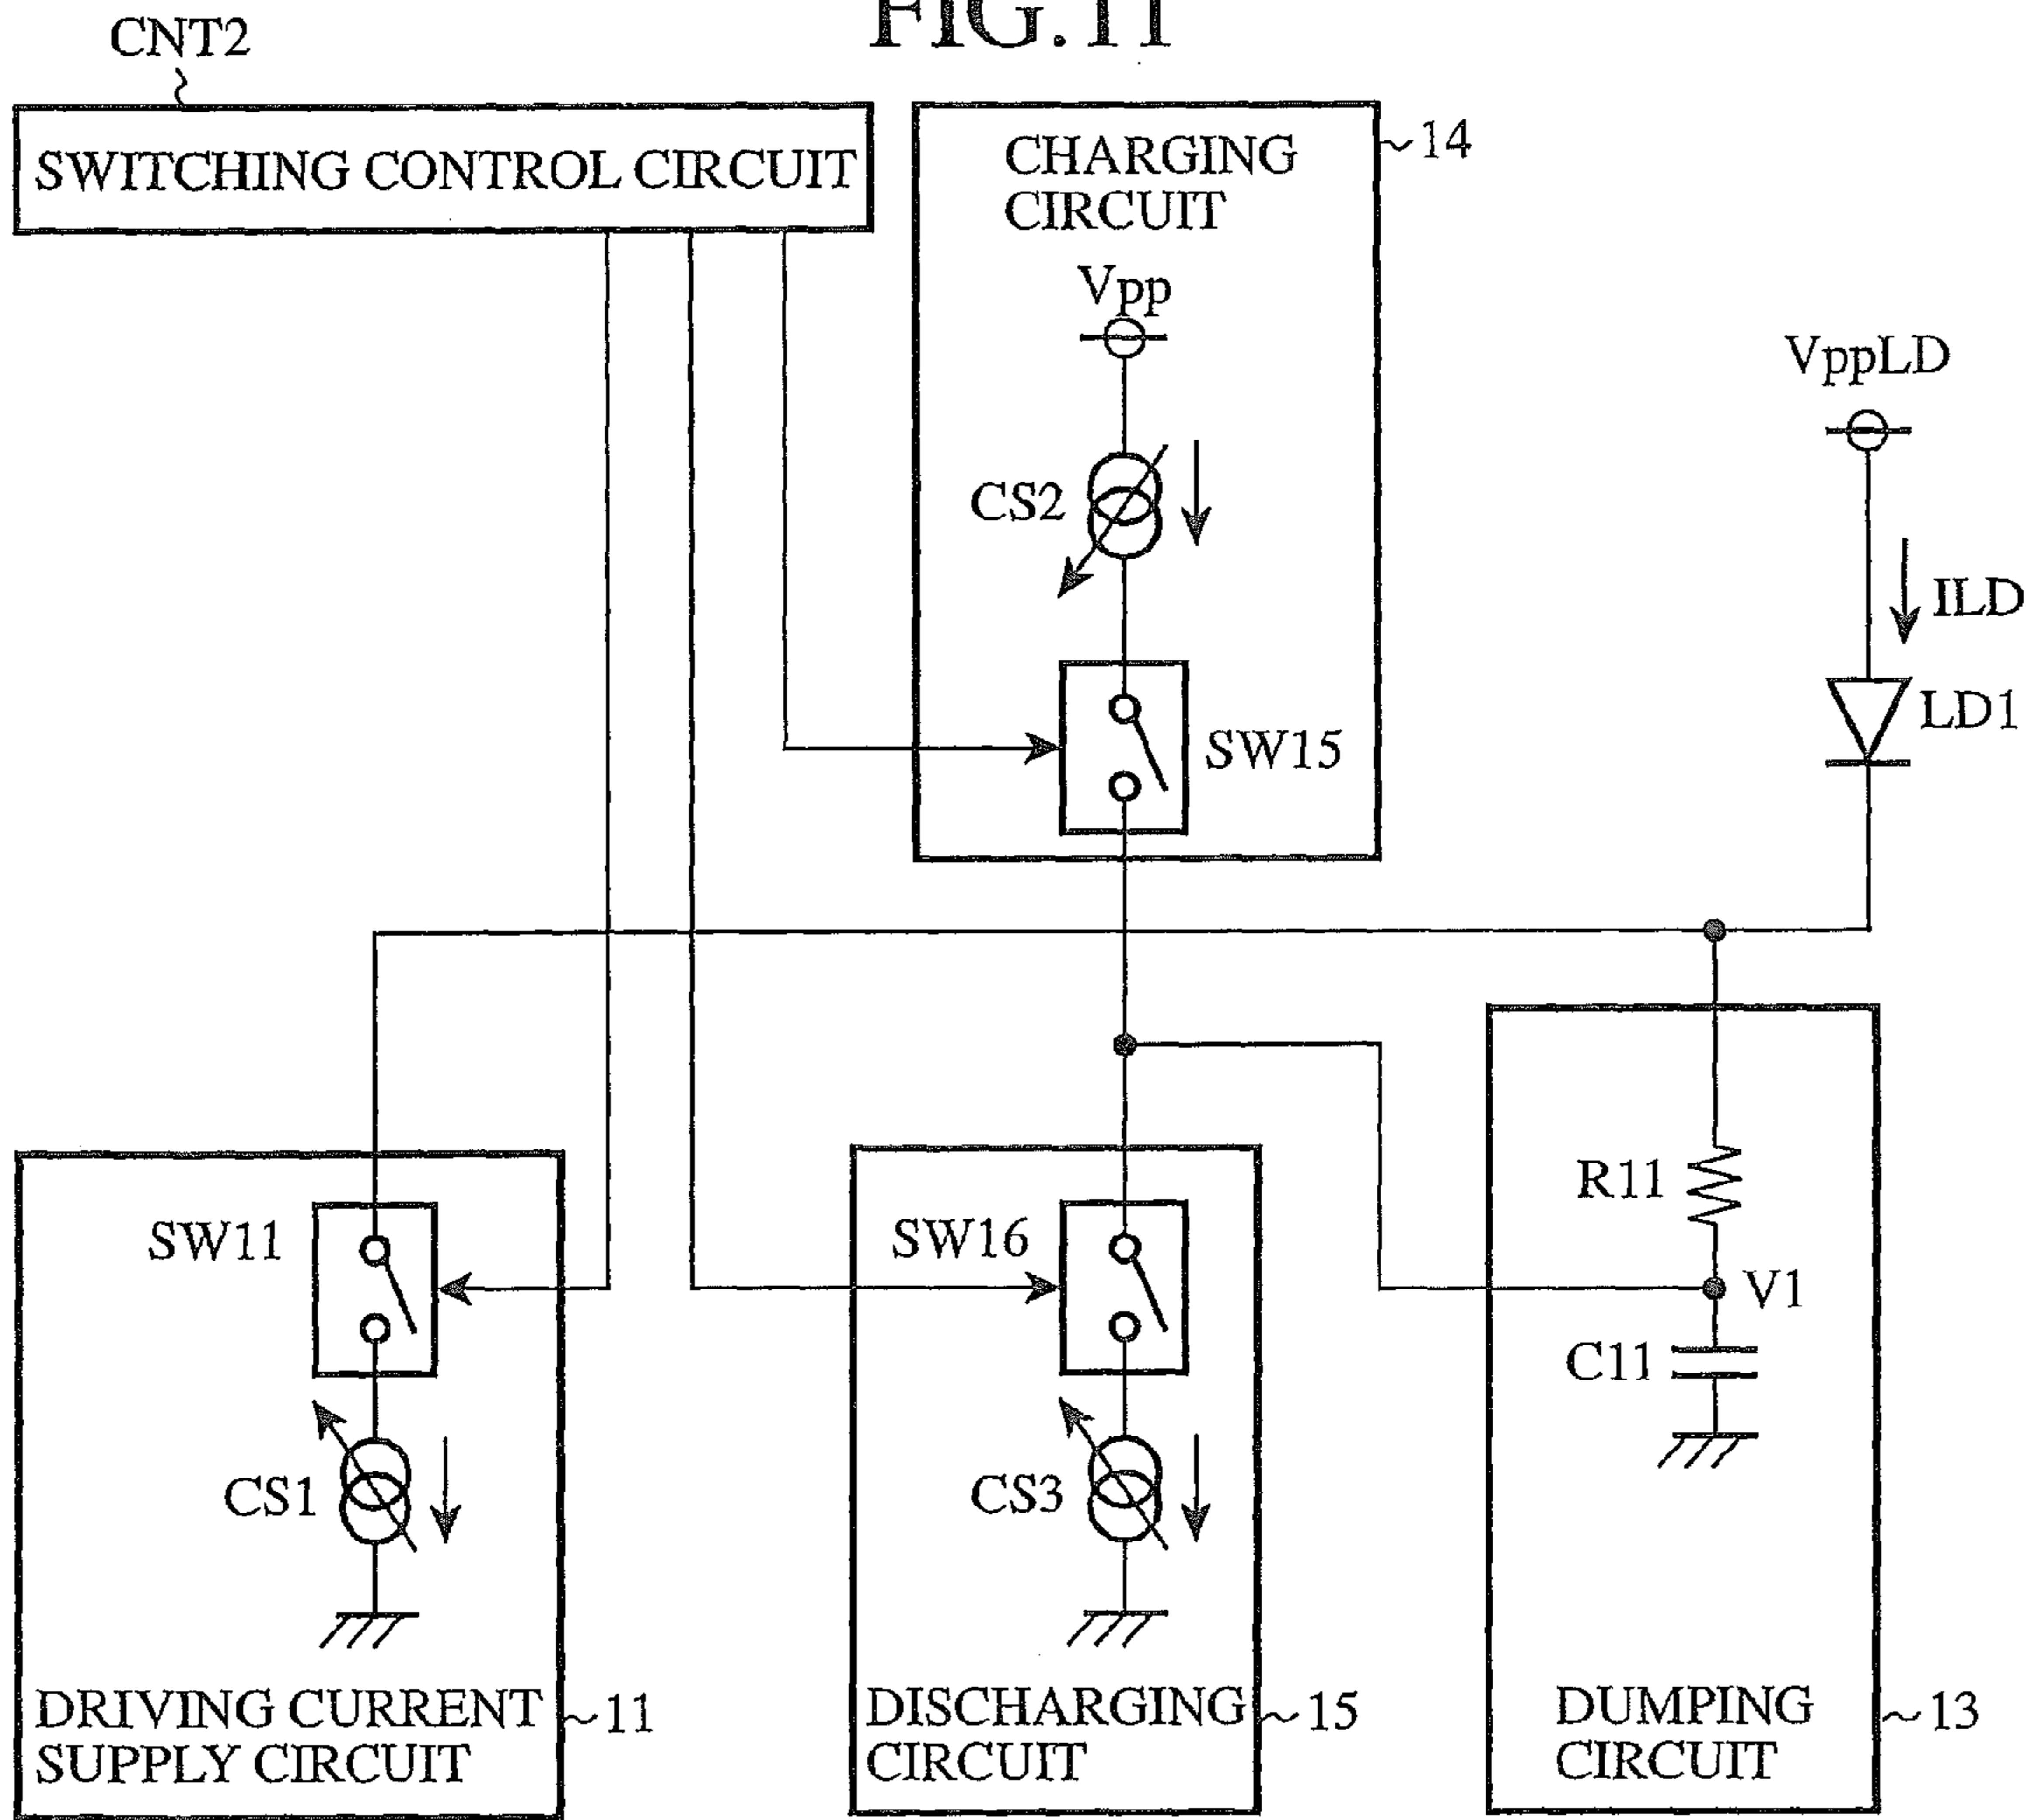 FIG.11
CNT2
SWITCHING CONTROL CIRCUIT
CHARGING
CIRCUIT
14
Vpp
CS2
SW15
VppLD
ILD
LD1
SW11
CS1
DRIVING CURRENT
SUPPLY CIRCUIT
11
SW16
CS3
DISCHARGING
CIRCUIT
15
R11
V1
C11
DUMPING
CIRCUIT
13